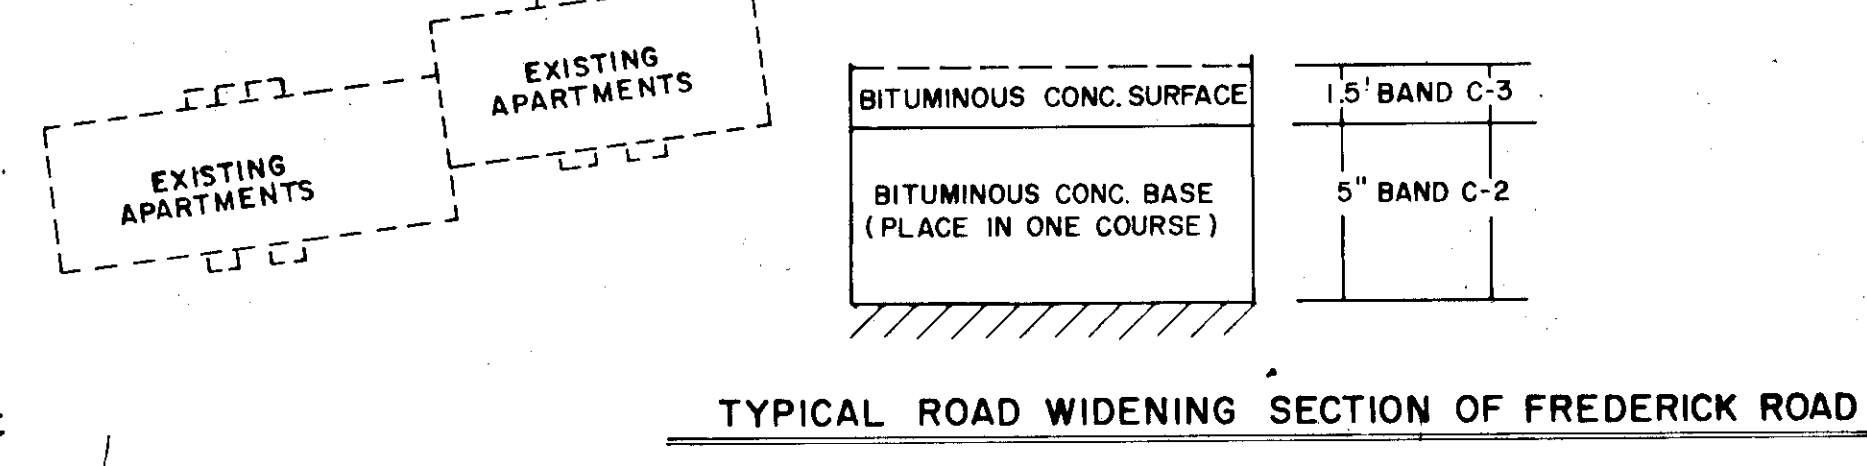 EXISTING
APARTMENTS
EXISTING
APARTMENTS
BITUMINOUS CONC. SURFACE
1.5' BAND C-3
BITUMINOUS CONC. BASE
(PLACE IN ONE COURSE)
5" BAND C-2
TYPICAL ROAD WIDENING SECTION OF FREDERICK ROAD